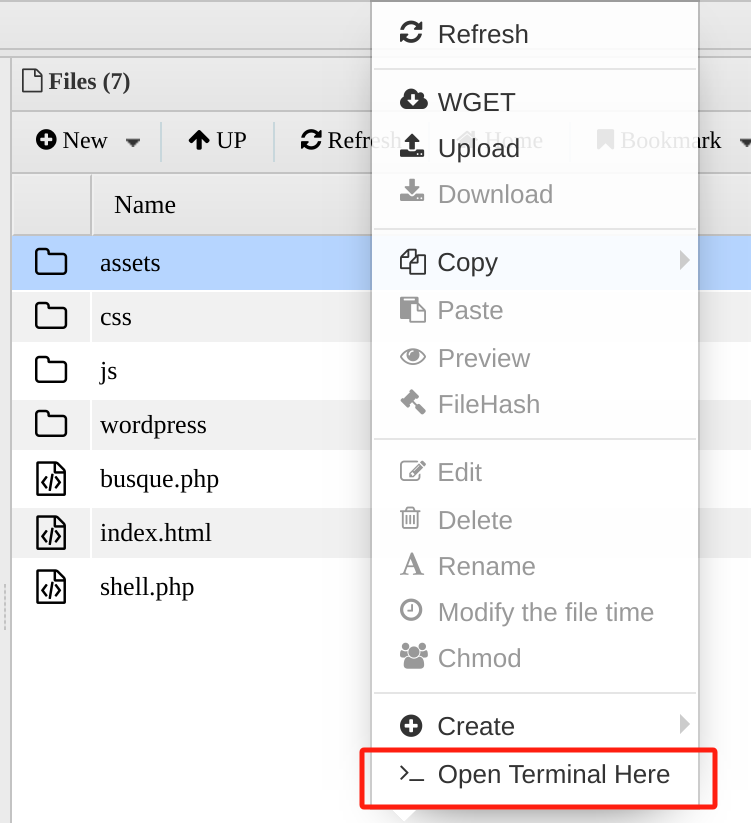 Files (7)
New UP Refresh Home Bookmark
Name
assets
css
js
wordpress
busque.php
index.html
shell.php
Refresh
WGET
Upload
Download
Copy
Paste
Preview
FileHash
Edit
Delete
Rename
Modify the file time
Chmod
Create
Open Terminal Here